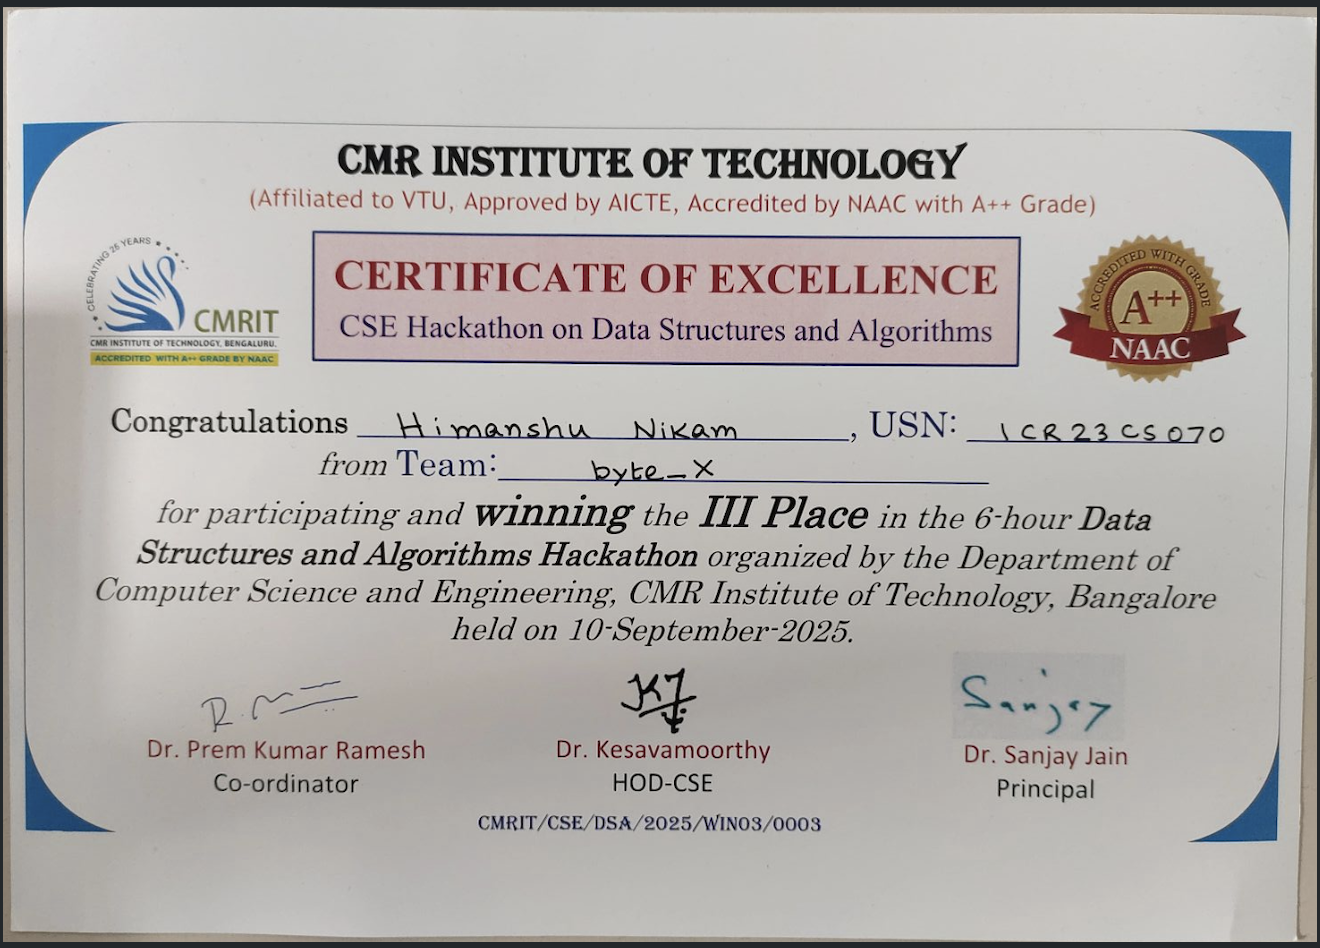 CMR INSTITUTE OF TECHNOLOGY
(Affiliated to VTU, Approved by AICTE, Accredited by NAAC with A++ Grade)
CELEBRATING 25 YEARS
CMRIT
CMR INSTITUTE OF TECHNOLOGY, BENGALURU.
ACCREDITED WITH A++ GRADE BY NAAC
CERTIFICATE OF EXCELLENCE
CSE Hackathon on Data Structures and Algorithms
ACCREDITED WITH GRADE
A++
NAAC
Congratulations Himanshu Nikam, USN: 1CR23CS070
from Team: byte_X
for participating and winning the III Place in the 6-hour Data
Structures and Algorithms Hackathon organized by the Department of
Computer Science and Engineering, CMR Institute of Technology, Bangalore
held on 10-September-2025.
Sanjay
Dr. Prem Kumar Ramesh
Co-ordinator
Dr. Kesavamoorthy
HOD-CSE
Dr. Sanjay Jain
Principal
CMRIT/CSE/DSA/2025/WIN03/0003